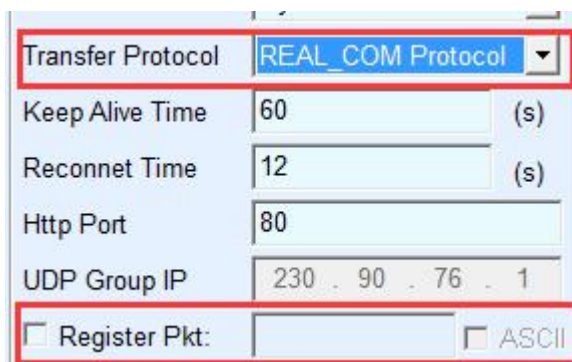 Transfer Protocol REAL_COM Protocol
Keep Alive Time 60 (s)
Reconnet Time 12 (s)
Http Port 80
UDP Group IP 230 . 90 . 76 . 1
Register Pkt: ASCII